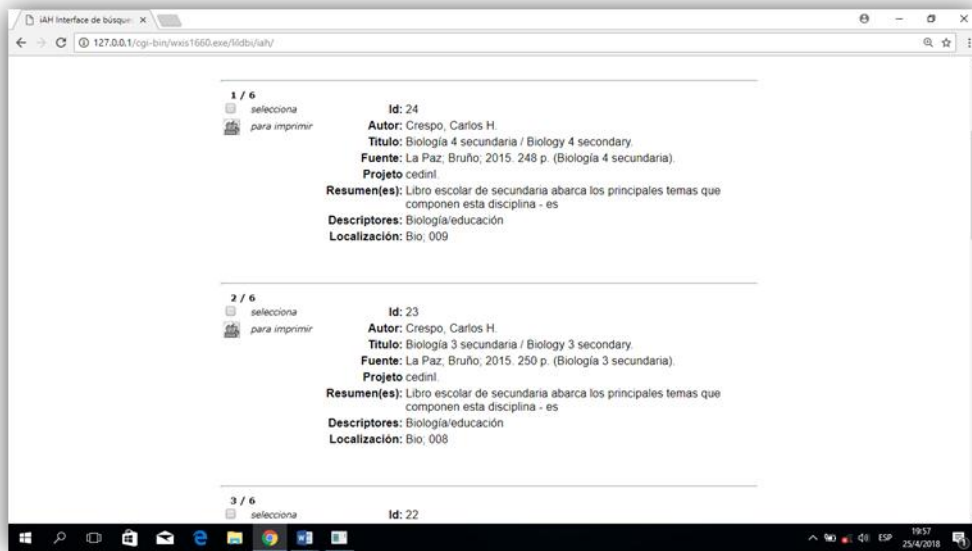 iAH Interface de búsque
127.0.0.1/cgi-bin/wxis1660.exe/lildbi/iah/
1 / 6
selecciona
para imprimir
Id: 24
Autor: Crespo, Carlos H.
Titulo: Biología 4 secundaria / Biology 4 secondary.
Fuente: La Paz; Bruño; 2015. 248 p. (Biología 4 secundaria).
Projeto cedinl.
Resumen(es): Libro escolar de secundaria abarca los principales temas que
componen esta disciplina - es
Descriptores: Biología/educación
Localización: Bio; 009
2 / 6
selecciona
para imprimir
Id: 23
Autor: Crespo, Carlos H.
Titulo: Biología 3 secundaria / Biology 3 secondary.
Fuente: La Paz; Bruño; 2015. 250 p. (Biología 3 secundaria).
Projeto cedinl.
Resumen(es): Libro escolar de secundaria abarca los principales temas que
componen esta disciplina - es
Descriptores: Biología/educación
Localización: Bio; 008
3 / 6
selecciona
Id: 22
ESP
19:57
25/4/2018